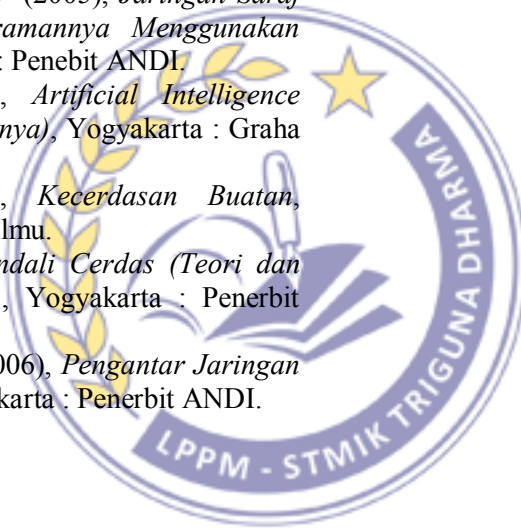 (2005), Jaringan Saraf
ramannya Menggunakan
: Penebit ANDI.
, Artificial Intelligence
nya), Yogyakarta : Graha
, Kecerdasan Buatan,
lmu.
ndali Cerdas (Teori dan
, Yogyakarta : Penerbit
006), Pengantar Jaringan
karta : Penerbit ANDI.
LPPM - STMIK TRIGUNA DHARMA